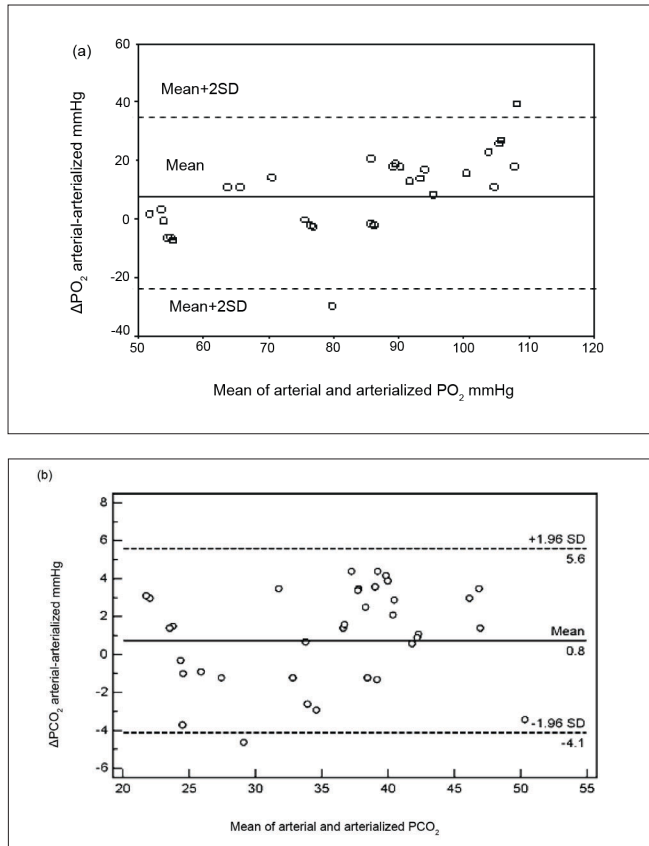 (a)
60
40
20
0
-20
-40
ΔPO₂ arterial-arterialized mmHg
Mean+2SD
Mean
Mean+2SD
50 60 70 80 90 100 110 120
Mean of arterial and arterialized PO₂ mmHg
(b)
8
6
4
2
0
-2
-4
-6
ΔPCO₂ arterial-arterialized mmHg
+1.96 SD
5.6
Mean
0.8
-1.96 SD
-4.1
20 25 30 35 40 45 50 55
Mean of arterial and arterialized PCO₂